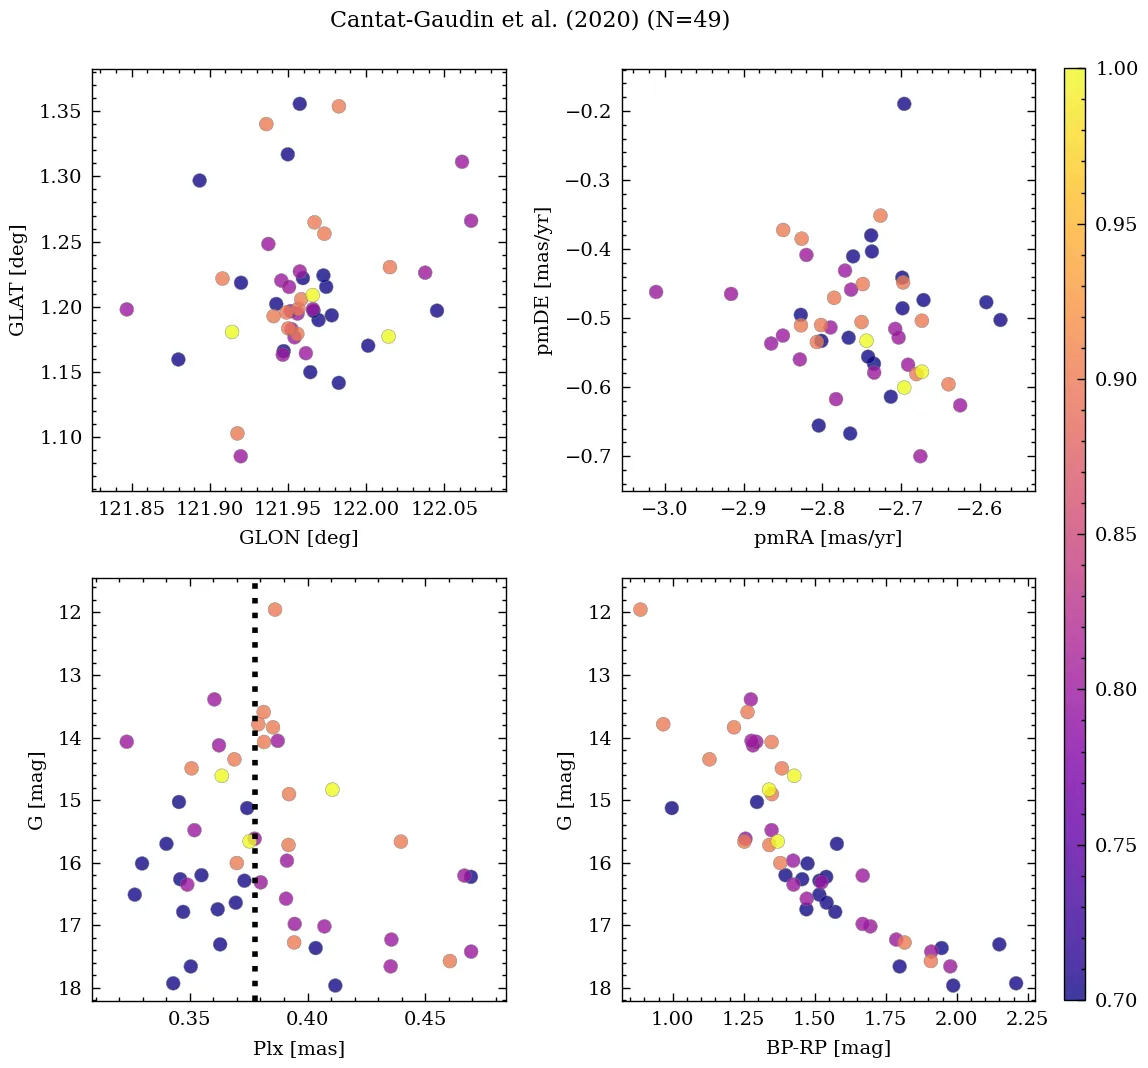 Cantat-Gaudin et al. (2020) (N=49)
1.35
1.30
1.25
1.20
1.15
1.10
GLAT [deg]
121.85 121.90 121.95 122.00 122.05
GLON [deg]
−0.2
−0.3
−0.4
−0.5
−0.6
−0.7
pmDE [mas/yr]
−3.0 −2.9 −2.8 −2.7 −2.6
pmRA [mas/yr]
12
13
14
15
16
17
18
G [mag]
0.35 0.40 0.45
Plx [mas]
12
13
14
15
16
17
18
G [mag]
1.00 1.25 1.50 1.75 2.00 2.25
BP-RP [mag]
1.00
0.95
0.90
0.85
0.80
0.75
0.70